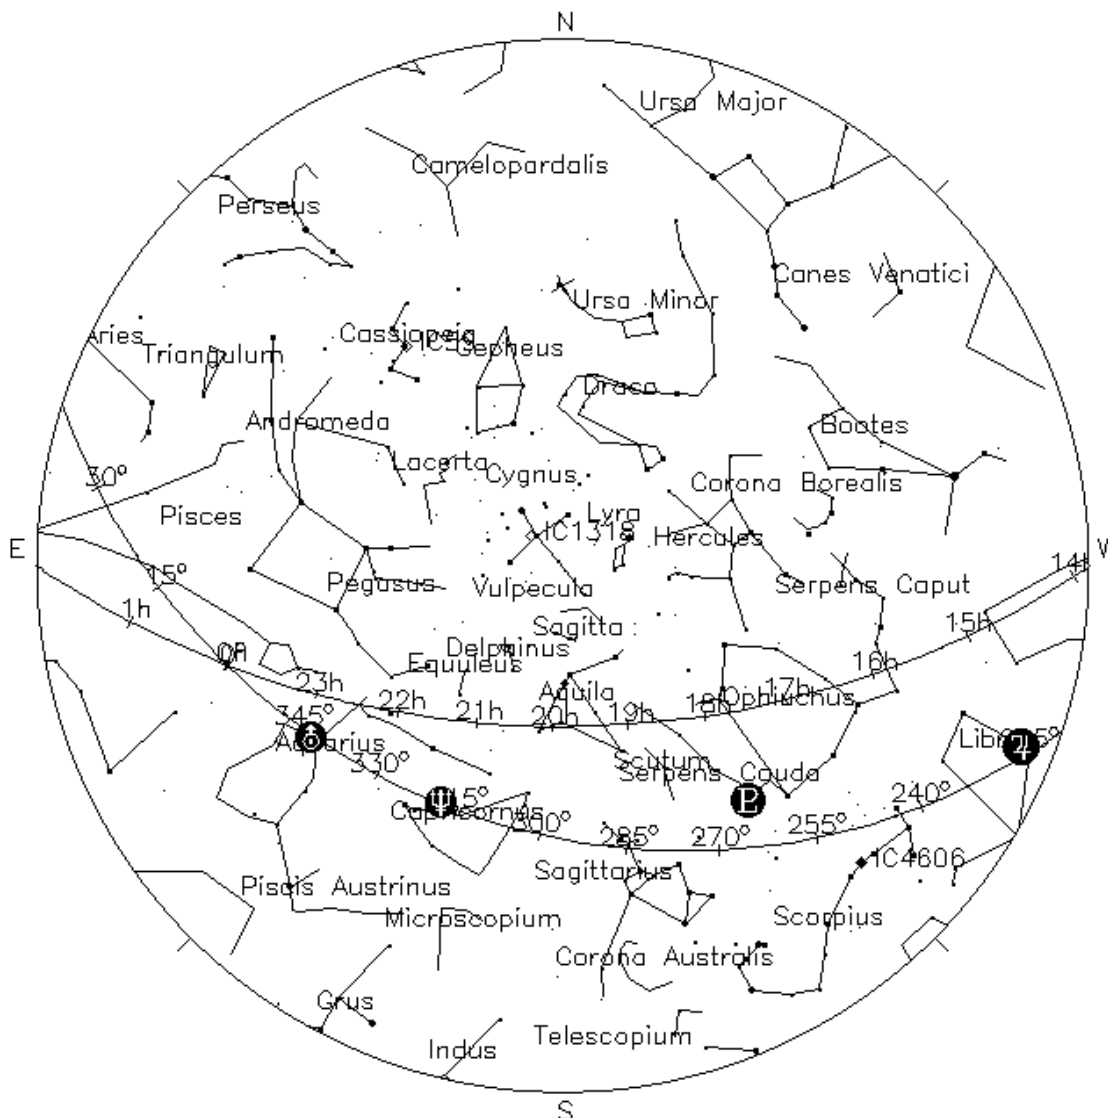 N
Ursa Major
Camelopardalis
Perseus
Canes Venatici
Ursa Minor
Aries
Cassiopeia
IC59
Cepheus
Triangulum
Draco
Andromeda
Bootes
Lacerta
Cygnus
Corona Borealis
30°
Pisces
Lyra
IC1318
Hercules
E
W
14h
15°
Pegasus
Vulpecula
Serpens Caput
1h
Sagitta
15h
Delphinus
Equuleus
16h
23h
Aquila
Ophiuchus
17h
22h
21h
20h
19h
18h
345°
Aquarius
♁
Libra
♃
330°
Scutum
Serpens Cauda
♆
Capricornus
P
240°
300°
285°
270°
255°
IC4606
Sagittarius
Piscis Austrinus
Microscopium
Scorpius
Corona Australis
Grus
Telescopium
Indus
S